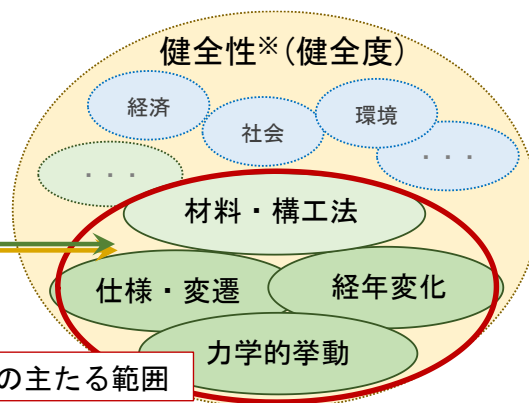 健全性※(健全度)
経済
社会
環境
・・・
・・・
材料・構工法
仕様・変遷
経年変化
力学的挙動
の主たる範囲